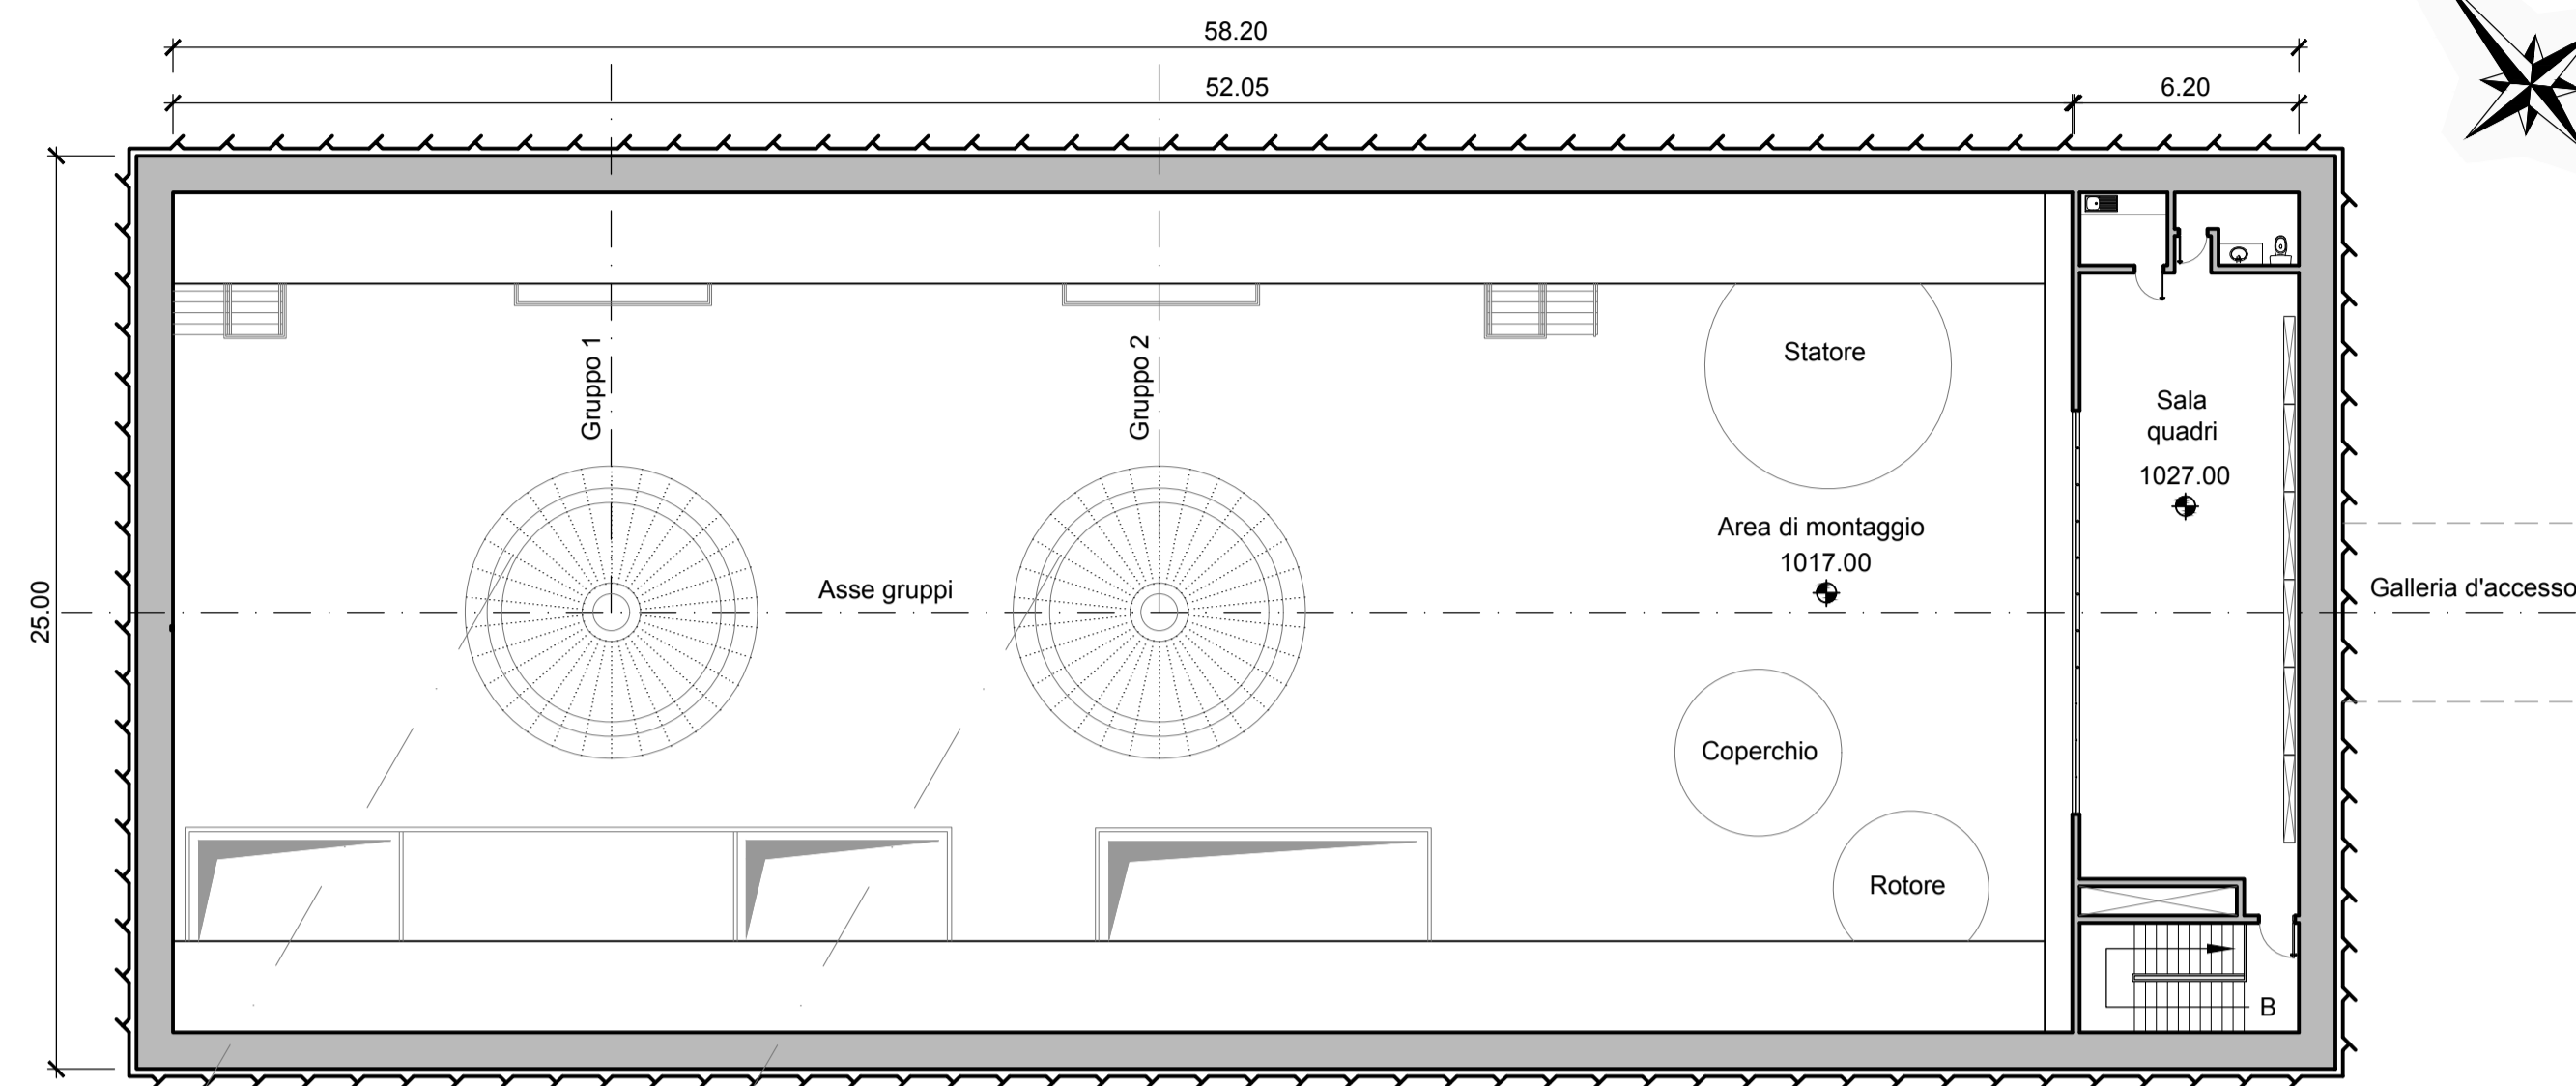 58.20
52.05
6.20
Gruppo 1
Gruppo 2
Statore
Sala
quadri
1027.00
Area di montaggio
1017.00
Asse gruppi
Galleria d'accesso
25.00
Coperchio
Rotore
B